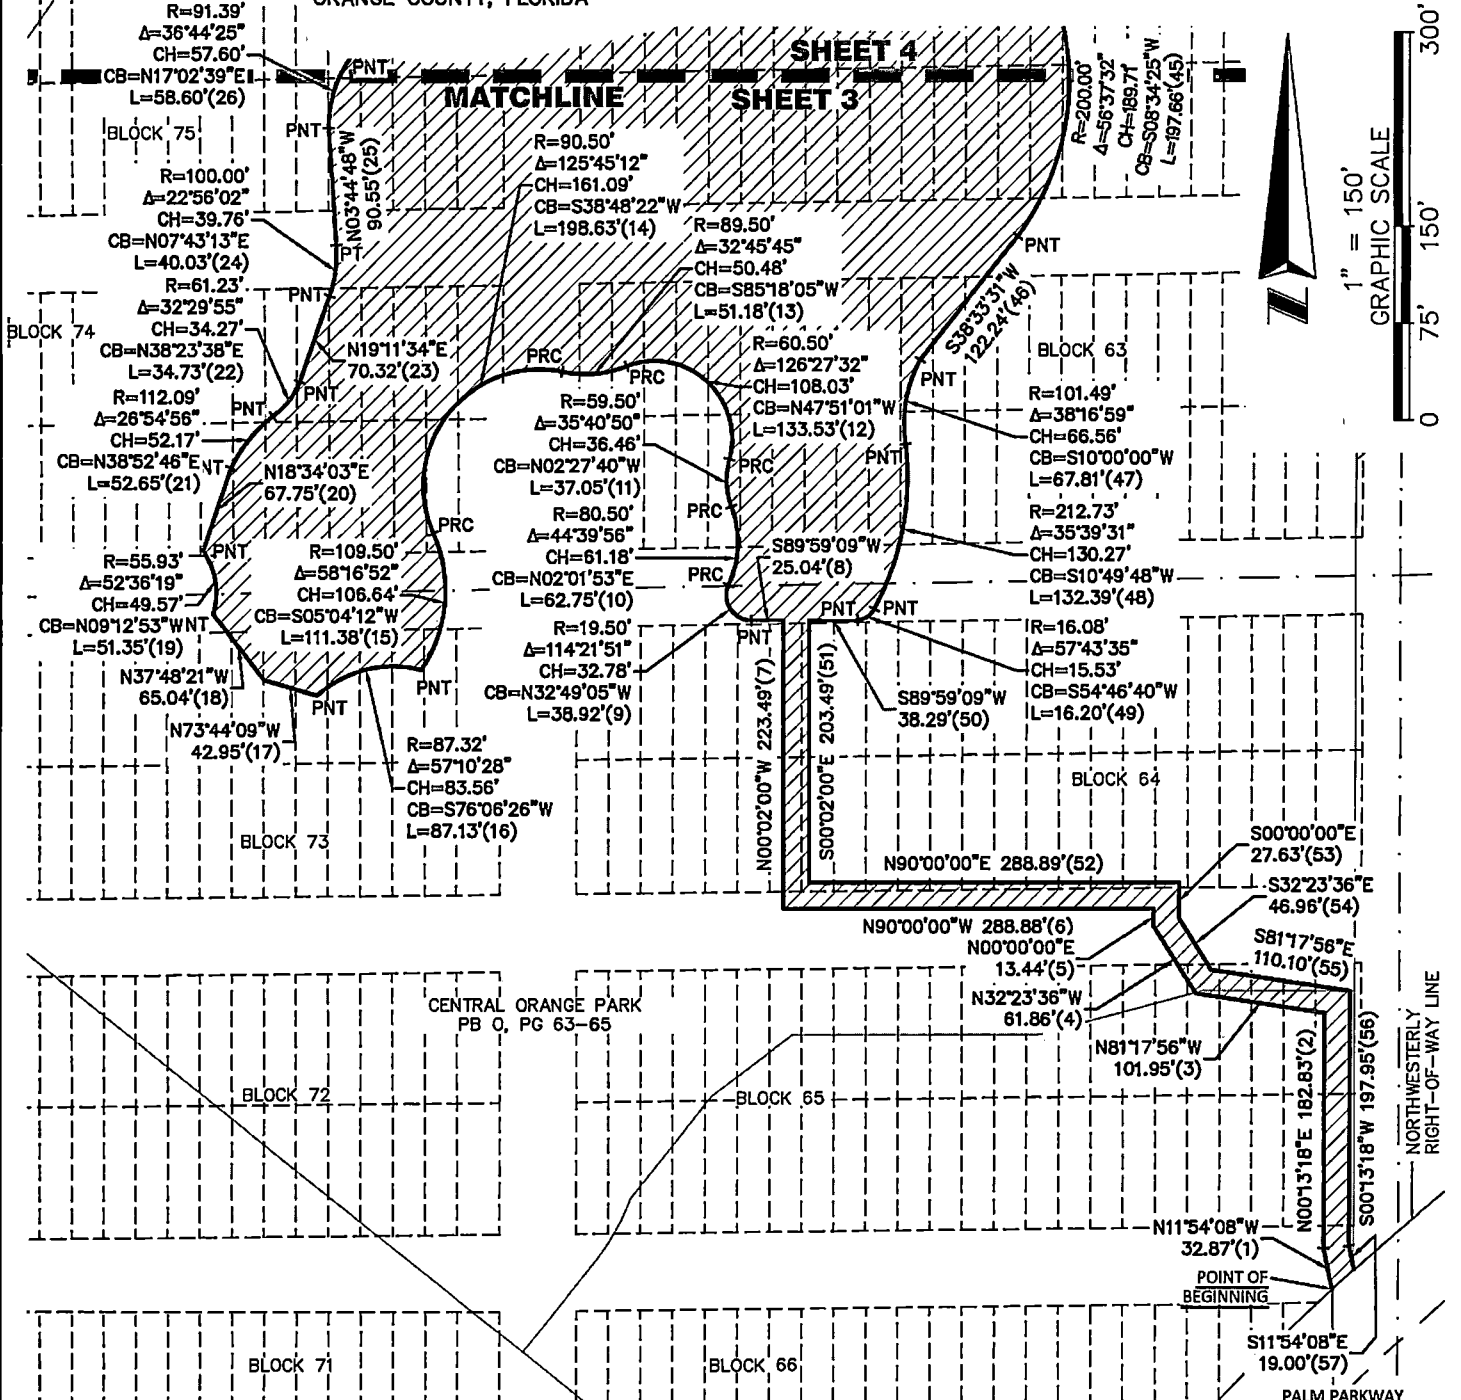 ORANGE COUNTY, FLORIDA
R=91.39'
Δ=36°44'25"
CH=57.60'
CB=N17°02'39"E
L=58.60'(26)
PNT
SHEET 4
MATCHLINE
SHEET 3
R=200.00'
Δ=56°37'32"
CH=189.71'
CB=S08°34'25"W
L=197.66'(45)
300'
150'
75'
0
1" = 150'
GRAPHIC SCALE
N
BLOCK 75
PNT
N03°44'48"W
90.55'(25)
R=90.50'
Δ=125°45'12"
CH=161.09'
CB=S38°48'22"W
L=198.63'(14)
R=100.00'
Δ=22°56'02"
CH=39.76'
CB=N07°43'13"E
L=40.03'(24)
PT
R=89.50'
Δ=32°45'45"
CH=50.48'
CB=S85°18'05"W
L=51.18'(13)
PNT
S38°33'31"W
122.24'(46)
R=61.23'
Δ=32°29'55"
CH=34.27'
CB=N38°23'38"E
L=34.73'(22)
PNT
BLOCK 74
N19°11'34"E
70.32'(23)
PRC
PRC
R=60.50'
Δ=126°27'32"
CH=108.03'
CB=N47°51'01"W
L=133.53'(12)
BLOCK 63
PNT
PNT
PNT
R=112.09'
Δ=26°54'56"
CH=52.17'
CB=N38°52'46"E
L=52.65'(21)
NT
R=59.50'
Δ=35°40'50"
CH=36.46'
CB=N02°27'40"W
L=37.05'(11)
R=101.49'
Δ=38°16'59"
CH=66.56'
CB=S10°00'00"W
L=67.81'(47)
PNT
PRC
N18°34'03"E
67.75'(20)
PRC
PRC
R=80.50'
Δ=44°39'56"
CH=61.18'
CB=N02°01'53"E
L=62.75'(10)
R=212.73'
Δ=35°39'31"
CH=130.27'
CB=S10°49'48"W
L=132.39'(48)
S89°59'09"W
25.04'(8)
PNT
R=55.93'
Δ=52°36'19"
CH=49.57'
CB=N09°12'53"W
L=51.35'(19)
NT
R=109.50'
Δ=58°16'52"
CH=106.64'
CB=S05°04'12"W
L=111.38'(15)
PRC
PNT
PNT
PNT
R=19.50'
Δ=114°21'51"
CH=32.78'
CB=N32°49'05"W
L=38.92'(9)
R=16.08'
Δ=57°43'35"
CH=15.53'
CB=S54°46'40"W
L=16.20'(49)
N37°48'21"W
65.04'(18)
PNT
PNT
S89°59'09"W
38.29'(50)
N73°44'09"W
42.95'(17)
R=87.32'
Δ=57°10'28"
CH=83.56'
CB=S76°06'26"W
L=87.13'(16)
N00°02'00"W 223.49'(7)
S00°02'00"E 203.49'(51)
BLOCK 64
BLOCK 73
N90°00'00"E 288.89'(52)
S00°00'00"E
27.63'(53)
S32°23'36"E
46.96'(54)
N90°00'00"W 288.88'(6)
N00°00'00"E
13.44'(5)
S81°17'56"E
110.10'(55)
N32°23'36"W
61.86'(4)
CENTRAL ORANGE PARK
PB O, PG 63-65
N81°17'56"W
101.95'(3)
NORTHWESTERLY
RIGHT-OF-WAY LINE
BLOCK 72
BLOCK 65
N00°13'18"E 182.83'(2)
S00°13'18"W 197.95'(56)
N11°54'08"W
32.87'(1)
POINT OF
BEGINNING
S11°54'08"E
19.00'(57)
BLOCK 71
BLOCK 66
PALM PARKWAY